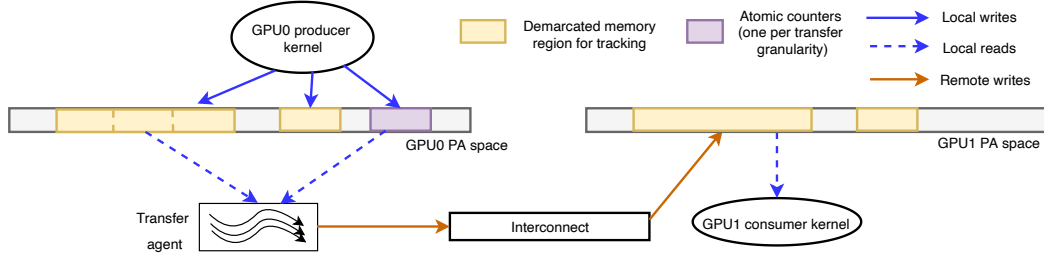 GPU0 producer
kernel
Demarcated memory
region for tracking
Atomic counters
(one per transfer
granularity)
Local writes
Local reads
Remote writes
GPU0 PA space
GPU1 PA space
Transfer
agent
Interconnect
GPU1 consumer kernel